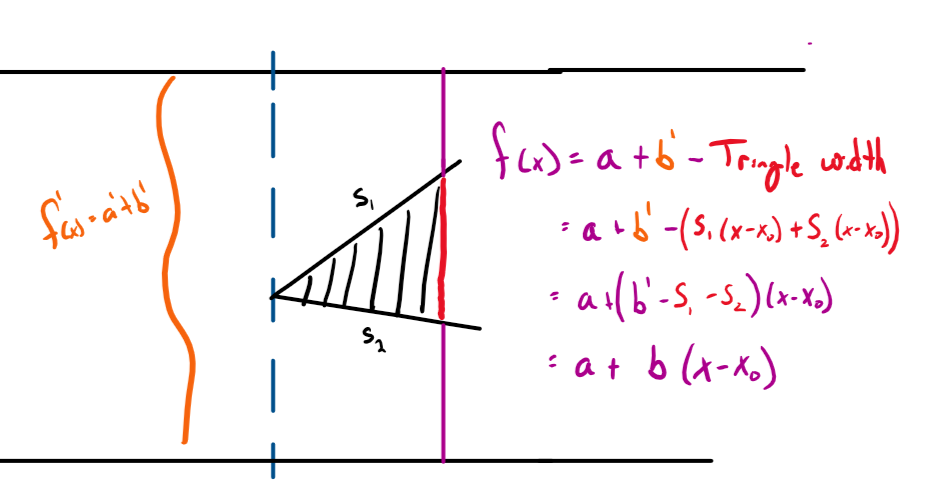 f(x) = a + b' - Tringle width
= a + b' - (S₁ (x-x₀) + S₂ (x-x₀))
f'(x) = a' + b'
S₁
= a + (b' - S₁ - S₂)(x-x₀)
S₂
= a + b (x-x₀)